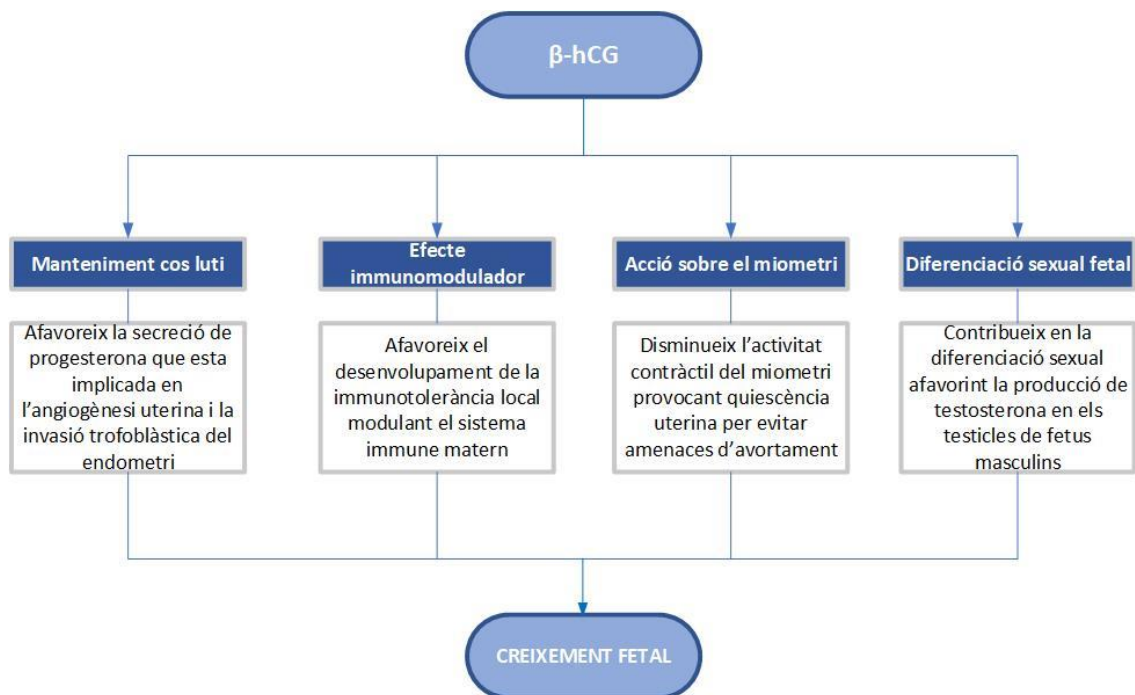 β-hCG
Manteniment cos luti
Afavoreix la secreció de
progesterona que esta
implicada en
l’angiogènesi uterina i la
invasió trofoblàstica del
endometri
Efecte
immunomodulador
Afavoreix el
desenvolupament de la
immunotolerància local
modulant el sistema
immune matern
Acció sobre el miometri
Disminueix l’activitat
contràctil del miometri
provocant quiescència
uterina per evitar
amenaces d’avortament
Diferenciació sexual fetal
Contribueix en la
diferenciació sexual
afavorint la producció de
testosterona en els
testicles de fetus
masculins
CREIXEMENT FETAL